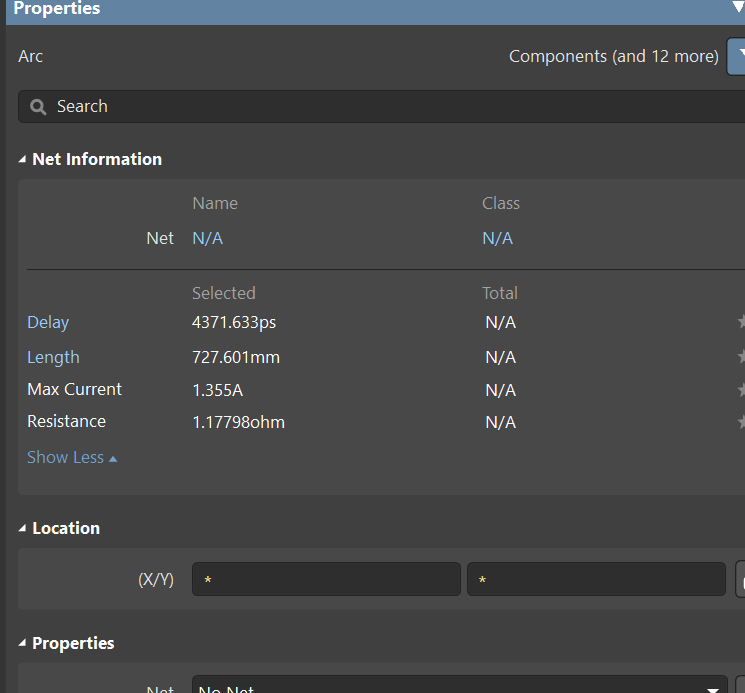 Properties
Arc Components (and 12 more)
Search
Net Information
Name Class
Net N/A N/A
Selected Total
Delay 4371.633ps N/A
Length 727.601mm N/A
Max Current 1.355A N/A
Resistance 1.17798ohm N/A
Show Less
Location
(X/Y) * *
Properties
Net No Net